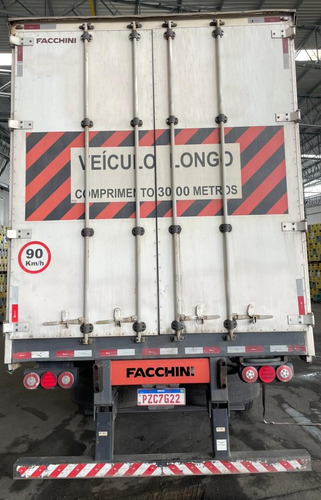 FACCHINI
VEÍCULO LONGO
COMPRIMENTO 30,00 METROS
90
Km/h
FACCHINI
PZC7G22